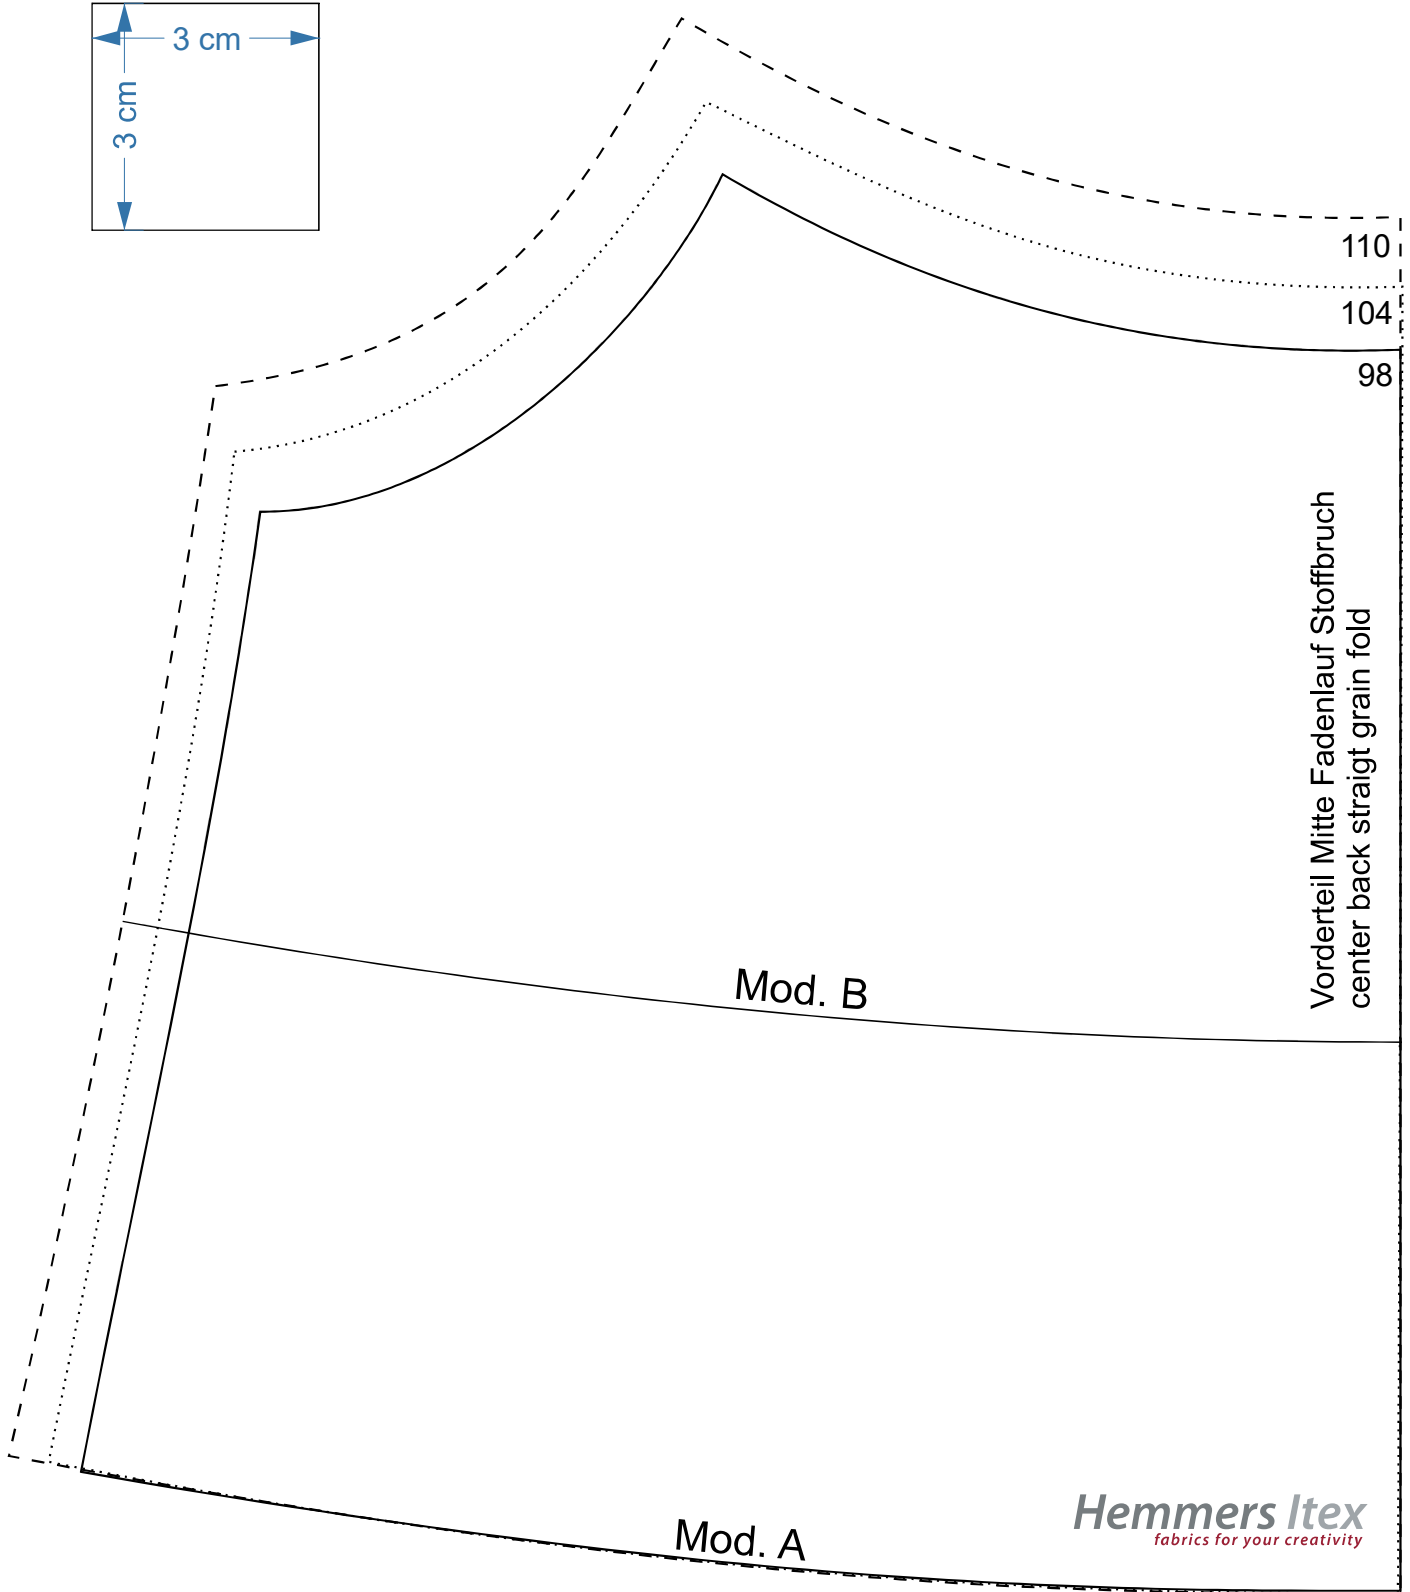 3 cm
3 cm
110
104
98
Vorderteil Mitte Fadenlauf Stoffbruch
center back straigt grain fold
Mod. B
Mod. A
Hemmers Itex
fabrics for your creativity